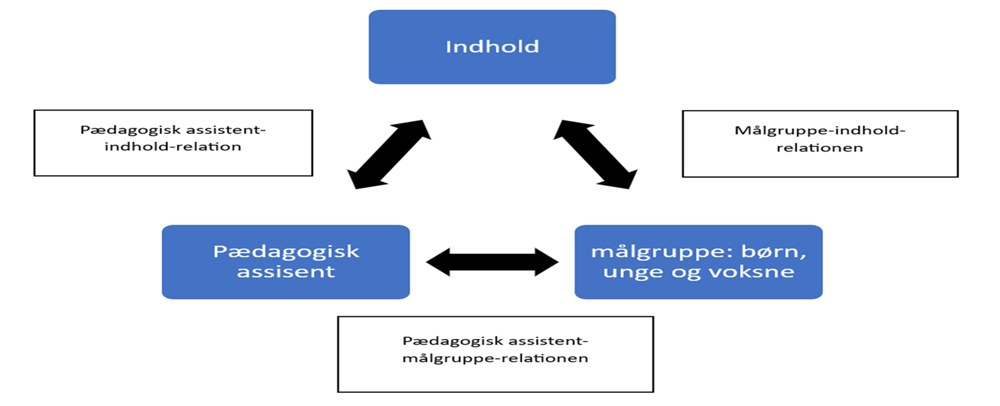 Indhold
Pædagogisk assistent-
indhold-relation
Målgruppe-indhold-
relationen
Pædagogisk
assisent
målgruppe: børn,
unge og voksne
Pædagogisk assistent-
målgruppe-relationen